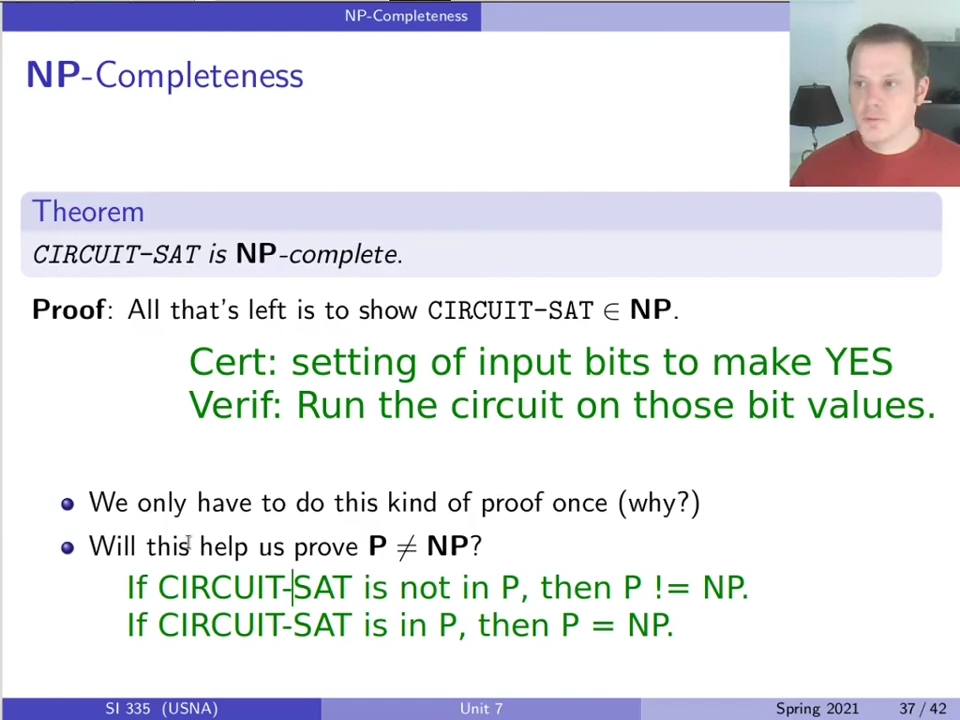 NP-Completeness
NP-Completeness
Theorem
CIRCUIT-SAT is NP-complete.
Proof: All that's left is to show CIRCUIT-SAT ∈ NP.
Cert: setting of input bits to make YES
Verif: Run the circuit on those bit values.
We only have to do this kind of proof once (why?)
Will this help us prove P ≠ NP?
If CIRCUIT-SAT is not in P, then P != NP.
If CIRCUIT-SAT is in P, then P = NP.
SI 335 (USNA) Unit 7 Spring 2021 37 / 42